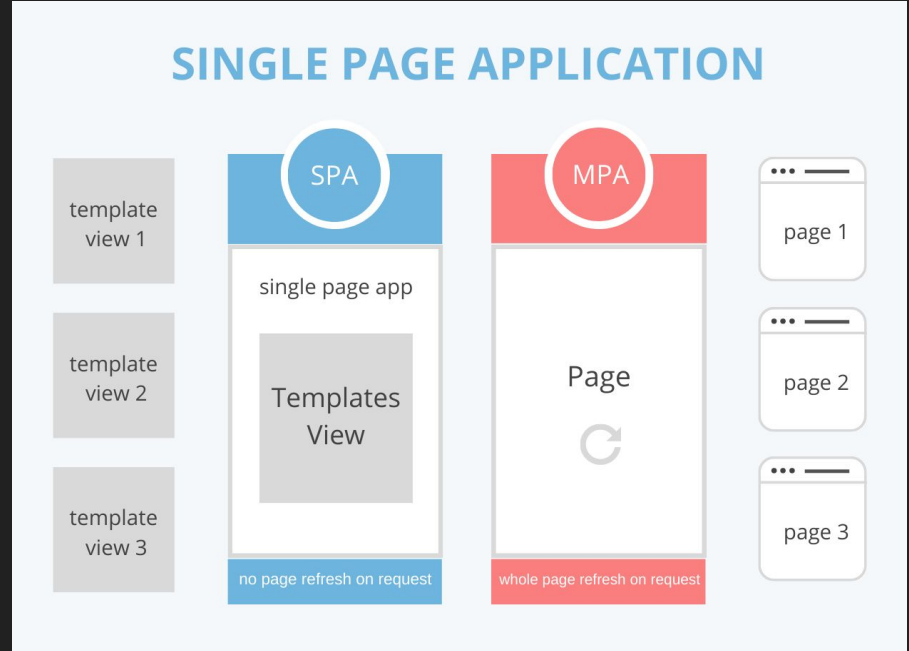 SINGLE PAGE APPLICATION
template
view 1
template
view 2
template
view 3
SPA
single page app
Templates
View
no page refresh on request
MPA
Page
whole page refresh on request
page 1
page 2
page 3